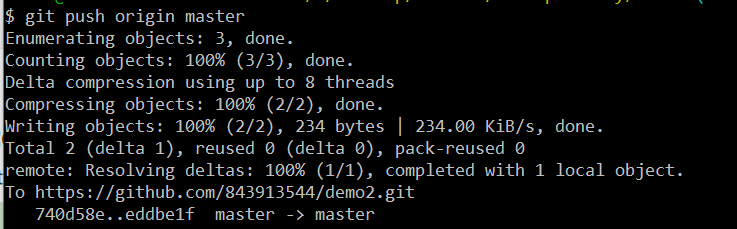 $ git push origin master
Enumerating objects: 3, done.
Counting objects: 100% (3/3), done.
Delta compression using up to 8 threads
Compressing objects: 100% (2/2), done.
Writing objects: 100% (2/2), 234 bytes | 234.00 KiB/s, done.
Total 2 (delta 1), reused 0 (delta 0), pack-reused 0
remote: Resolving deltas: 100% (1/1), completed with 1 local object.
To https://github.com/843913544/demo2.git
   740d58e..eddbe1f  master -> master